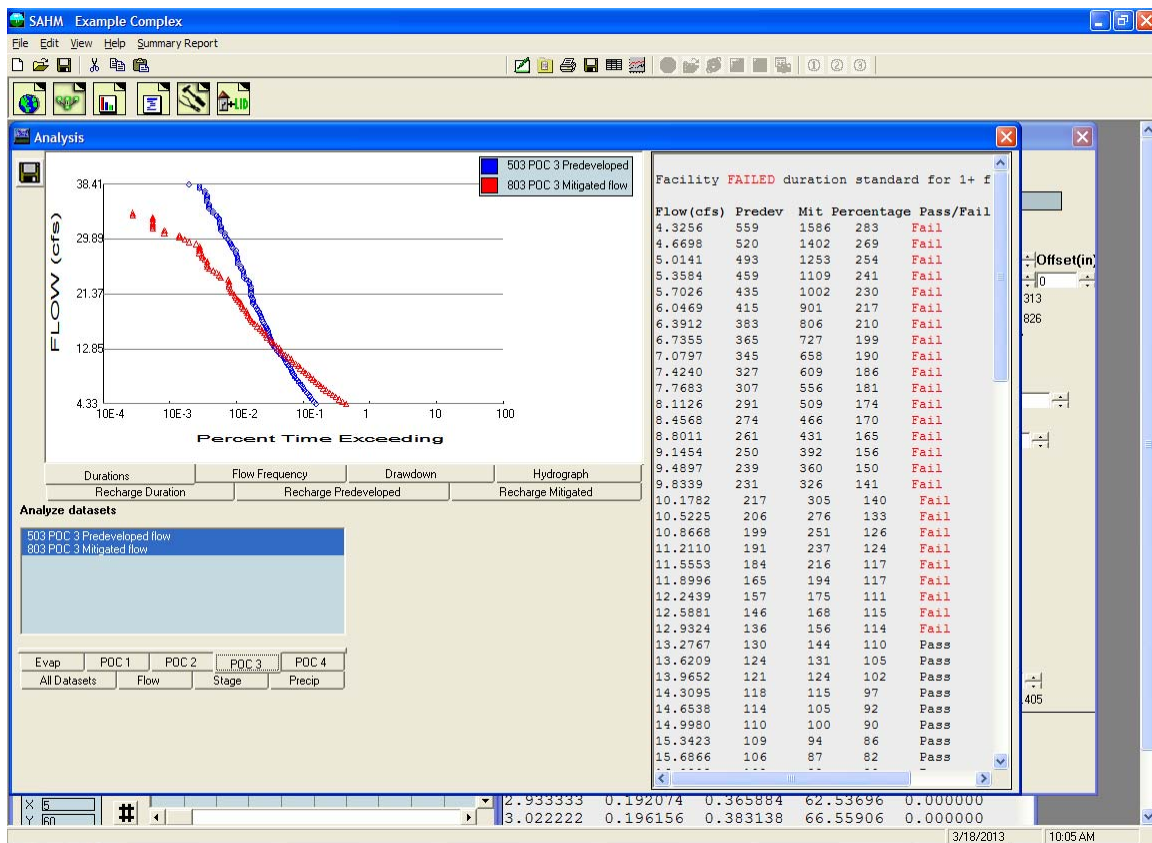 SAHM Example Complex
File Edit View Help Summary Report
Analysis
503 POC 3 Predeveloped
803 POC 3 Mitigated flow
FLOW (cfs)
38.41
29.89
21.37
12.85
4.33
10E-4 10E-3 10E-2 10E-1 1 10 100
Percent Time Exceeding
Durations Flow Frequency Drawdown Hydrograph
Recharge Duration Recharge Predeveloped Recharge Mitigated
Analyze datasets
503 POC 3 Predeveloped flow
803 POC 3 Mitigated flow
Evap POC 1 POC 2 POC 3 POC 4
All Datasets Flow Stage Precip
Facility FAILED duration standard for 1+ f
Flow(cfs) Predev Mit Percentage Pass/Fail
4.3256 559 1586 283 Fail
4.6698 520 1402 269 Fail
5.0141 493 1253 254 Fail
5.3584 459 1109 241 Fail
5.7026 435 1002 230 Fail
6.0469 415 901 217 Fail
6.3912 383 806 210 Fail
6.7355 365 727 199 Fail
7.0797 345 658 190 Fail
7.4240 327 609 186 Fail
7.7683 307 556 181 Fail
8.1126 291 509 174 Fail
8.4568 274 466 170 Fail
8.8011 261 431 165 Fail
9.1454 250 392 156 Fail
9.4897 239 360 150 Fail
9.8339 231 326 141 Fail
10.1782 217 305 140 Fail
10.5225 206 276 133 Fail
10.8668 199 251 126 Fail
11.2110 191 237 124 Fail
11.5553 184 216 117 Fail
11.8996 165 194 117 Fail
12.2439 157 175 111 Fail
12.5881 146 168 115 Fail
12.9324 136 156 114 Fail
13.2767 130 144 110 Pass
13.6209 124 131 105 Pass
13.9652 121 124 102 Pass
14.3095 118 115 97 Pass
14.6538 114 105 92 Pass
14.9980 110 100 90 Pass
15.3423 109 94 86 Pass
15.6866 106 87 82 Pass
Offset(in)
0
313
826
405
X 5
Y 60
#
2.933333 0.192074 0.365884 62.53696 0.000000
3.022222 0.196156 0.383138 66.55906 0.000000
3/18/2013 10:05 AM